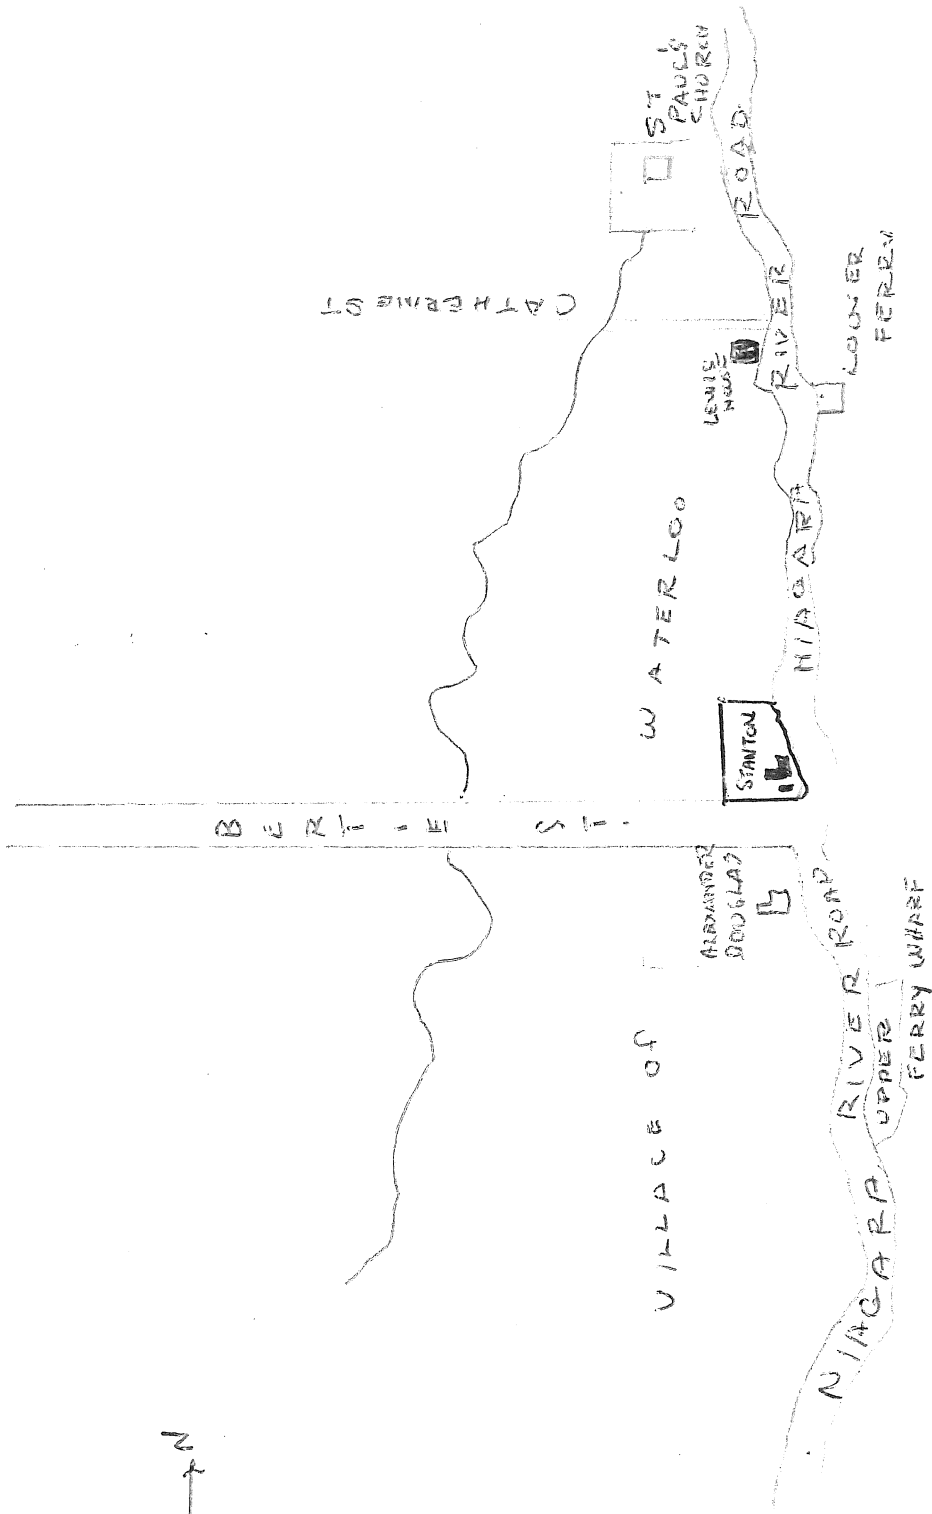 N
BERTIE ST.
CATHERINE ST
ST
PAUL'S
CHURCH
VILLAGE OF WATERLOO
LEWIS
HOUSE
STANTON
ALEXANDER
DOUGLAS
NIAGARA RIVER ROAD
NIAGARA RIVER ROAD
LOWER
FERRY
UPPER
FERRY WHARF